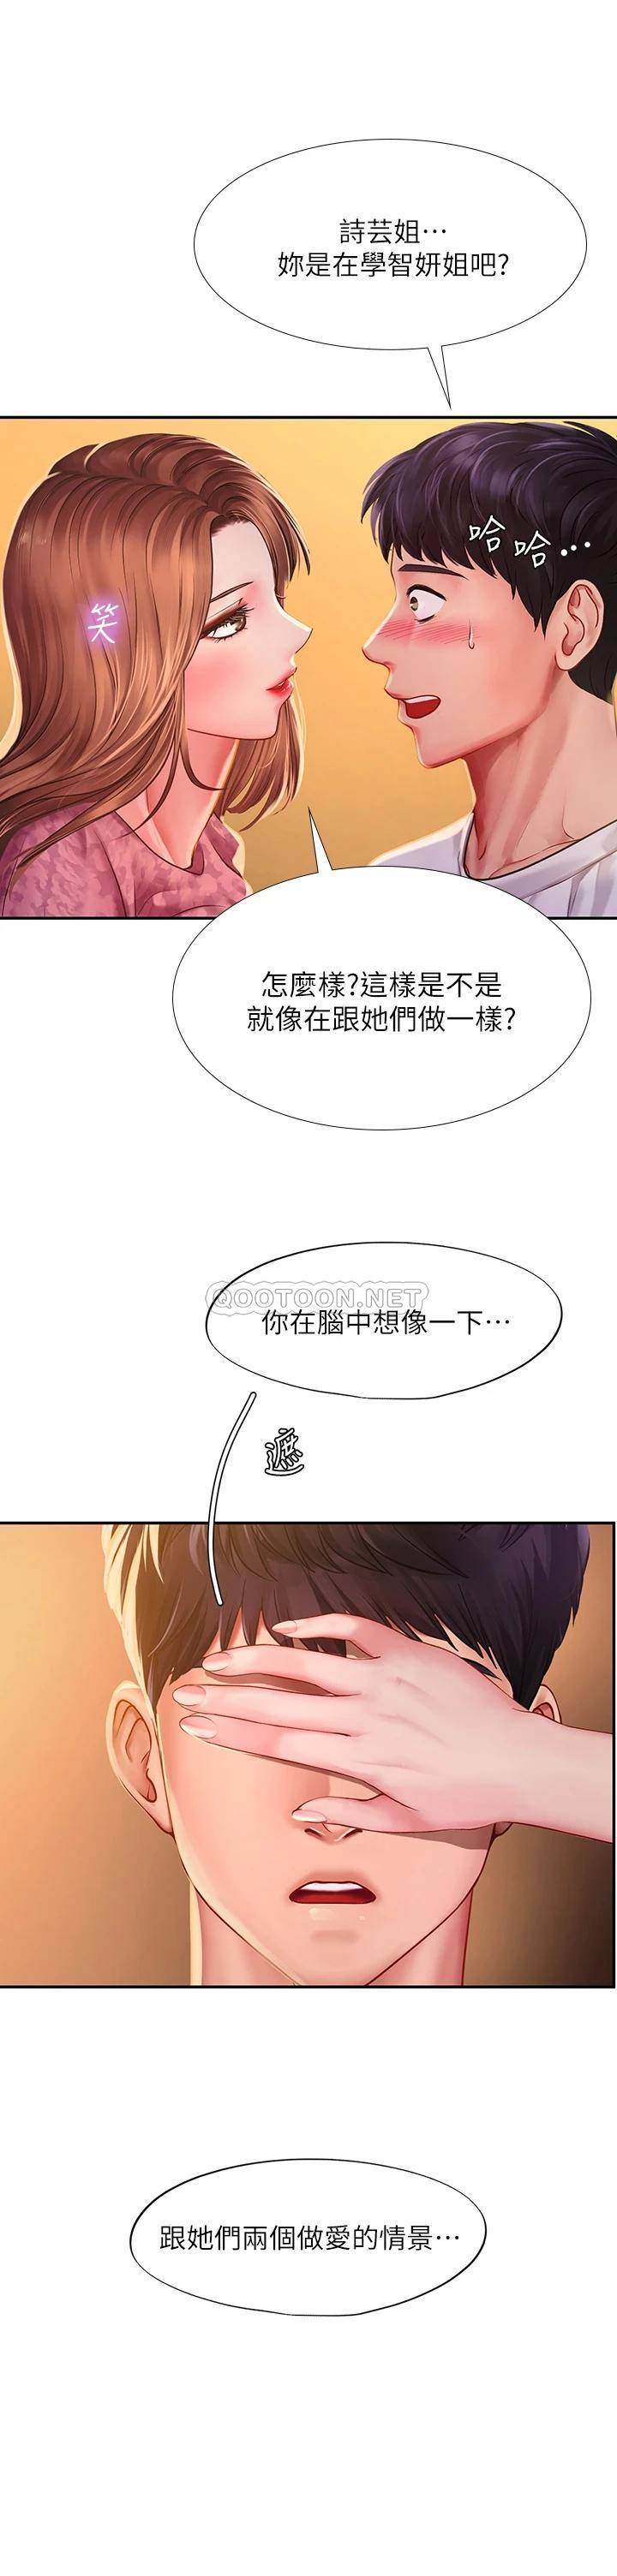 詩芸姐…
妳是在學智妍姐吧?
哈哈…
笑
怎麼樣?這樣是不是
就像在跟她們做一樣?
QOOTOON.NET
你在腦中想像一下…
遮
跟她們兩個做愛的情景…